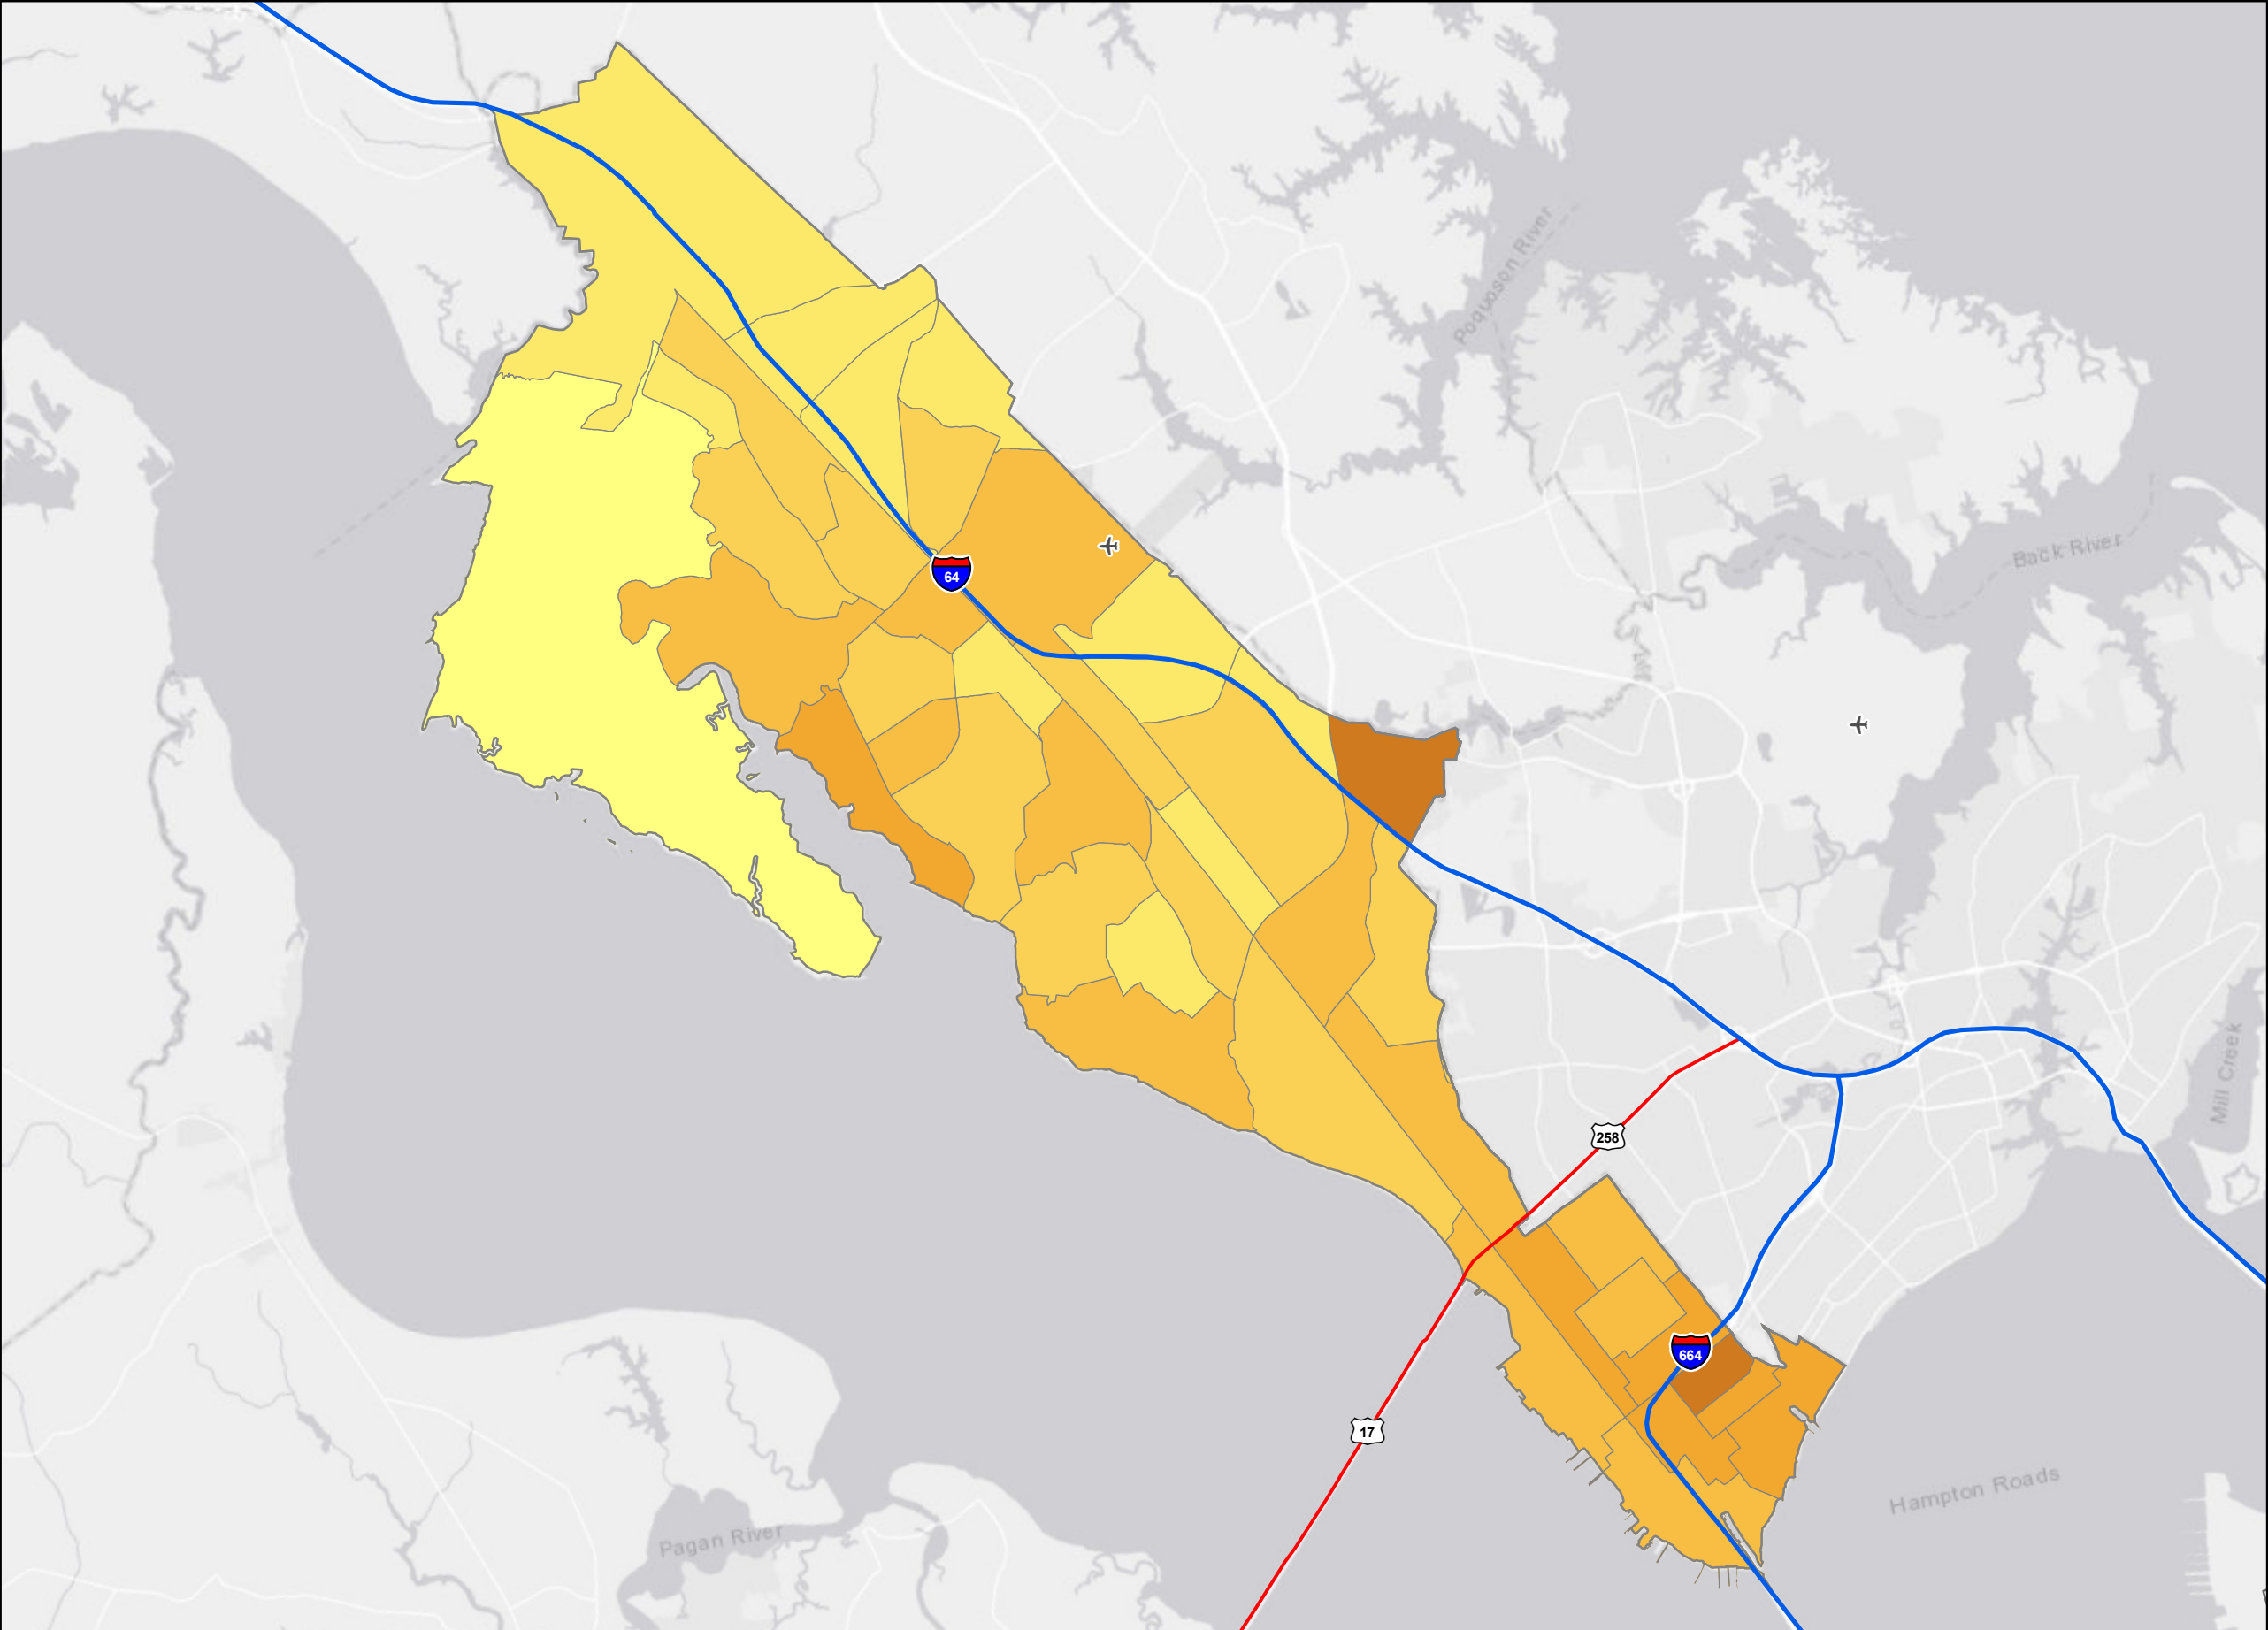 Poquoson River
Back River
64
Mill Creek
258
664
17
Hampton Roads
Pagan River